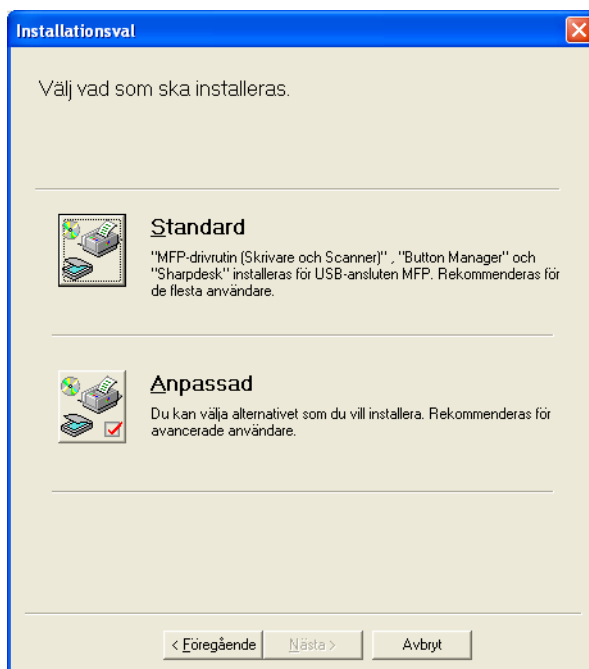 Installationsval
Välj vad som ska installeras.
Standard
"MFP-drivrutin (Skrivare och Scanner)" , "Button Manager" och
"Sharpdesk" installeras för USB-ansluten MFP. Rekommenderas för
de flesta användare.
Anpassad
Du kan välja alternativet som du vill installera. Rekommenderas för
avancerade användare.
< Föregående
Nästa >
Avbryt